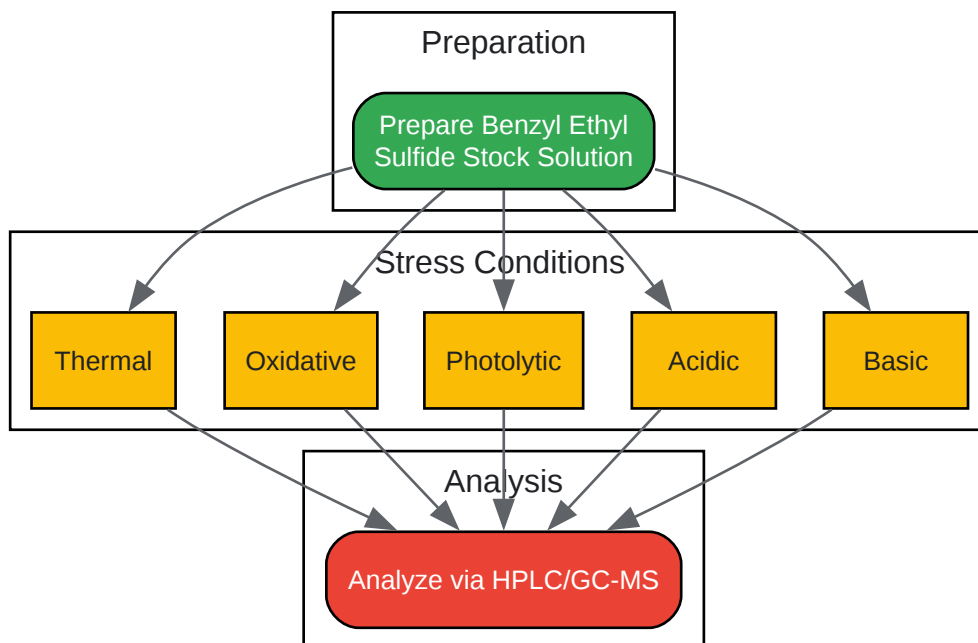 Preparation
Prepare Benzyl Ethyl
Sulfide Stock Solution
Stress Conditions
Thermal
Oxidative
Photolytic
Acidic
Basic
Analysis
Analyze via HPLC/GC-MS